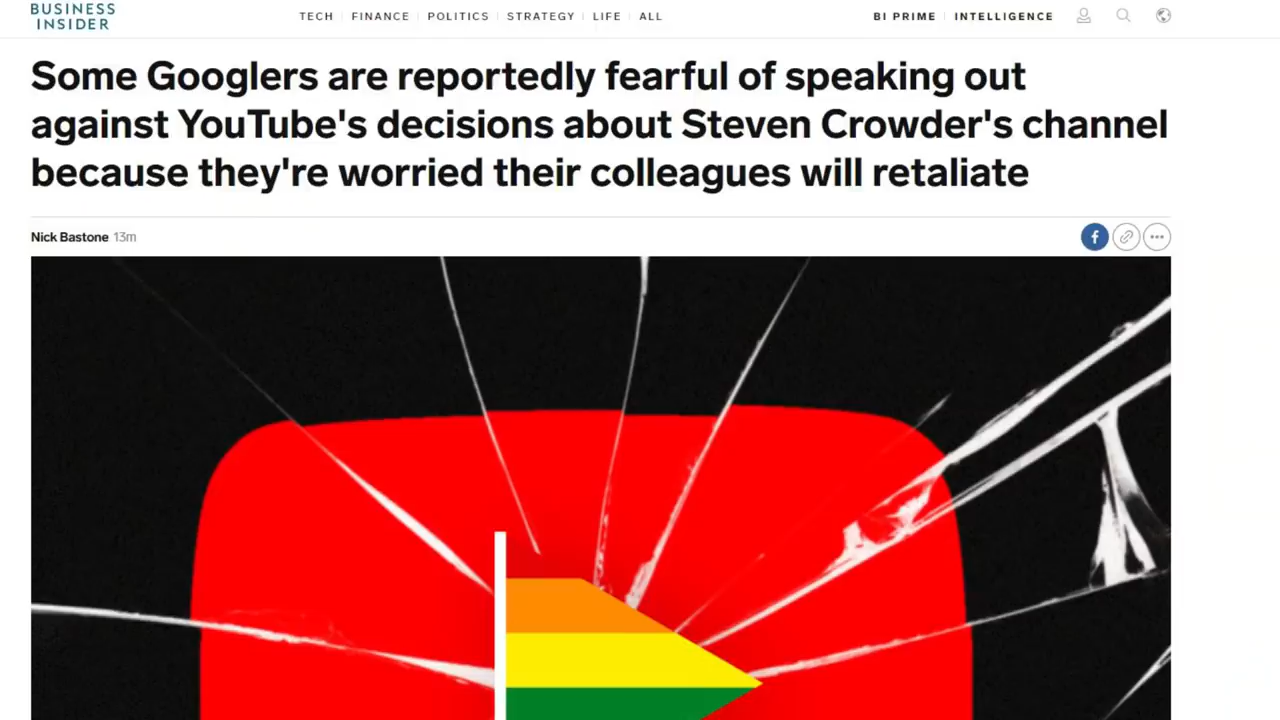 BUSINESS
INSIDER
TECH FINANCE POLITICS STRATEGY LIFE ALL
BI PRIME INTELLIGENCE
Some Googlers are reportedly fearful of speaking out
against YouTube's decisions about Steven Crowder's channel
because they're worried their colleagues will retaliate
Nick Bastone 13m
f